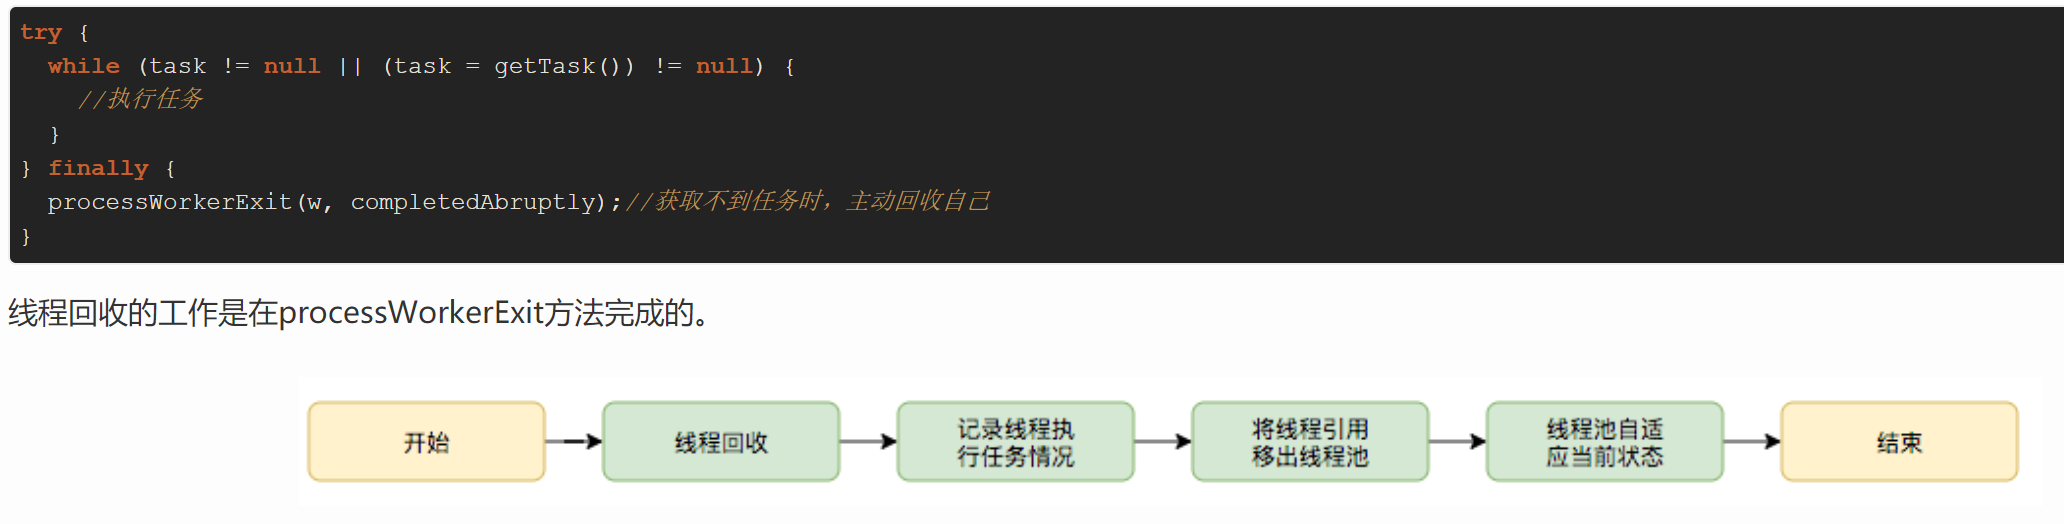 try {
while (task != null || (task = getTask()) != null) {
//执行任务
}
} finally {
processWorkerExit(w, completedAbruptly);//获取不到任务时，主动回收自己
}
线程回收的工作是在processWorkerExit方法完成的。
开始
线程回收
记录线程执
行任务情况
将线程引用
移出线程池
线程池自适
应当前状态
结束